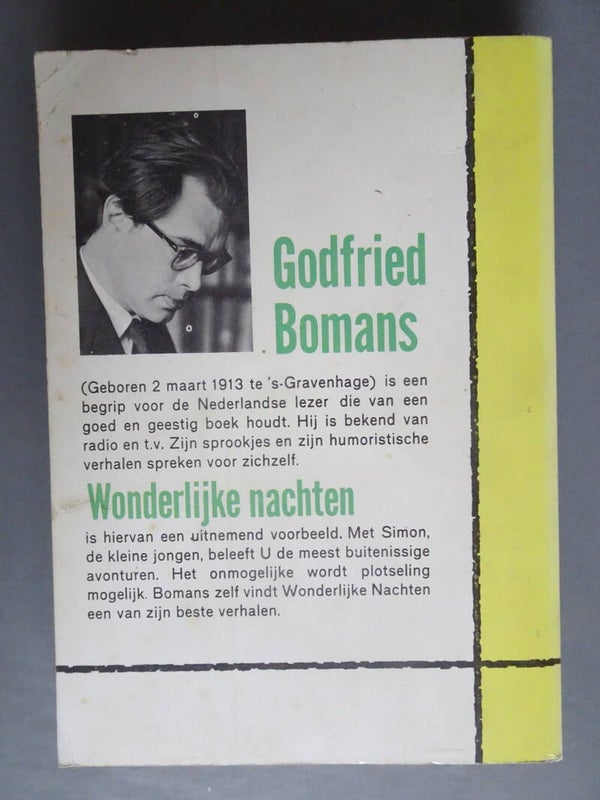 Godfried
Bomans
(Geboren 2 maart 1913 te 's-Gravenhage) is een
begrip voor de Nederlandse lezer die van een
goed en geestig boek houdt. Hij is bekend van
radio en t.v. Zijn sprookjes en zijn humoristische
verhalen spreken voor zichzelf.
Wonderlijke nachten
is hiervan een uitnemend voorbeeld. Met Simon,
de kleine jongen, beleeft U de meest buitenissige
avonturen. Het onmogelijke wordt plotseling
mogelijk. Bomans zelf vindt Wonderlijke Nachten
een van zijn beste verhalen.